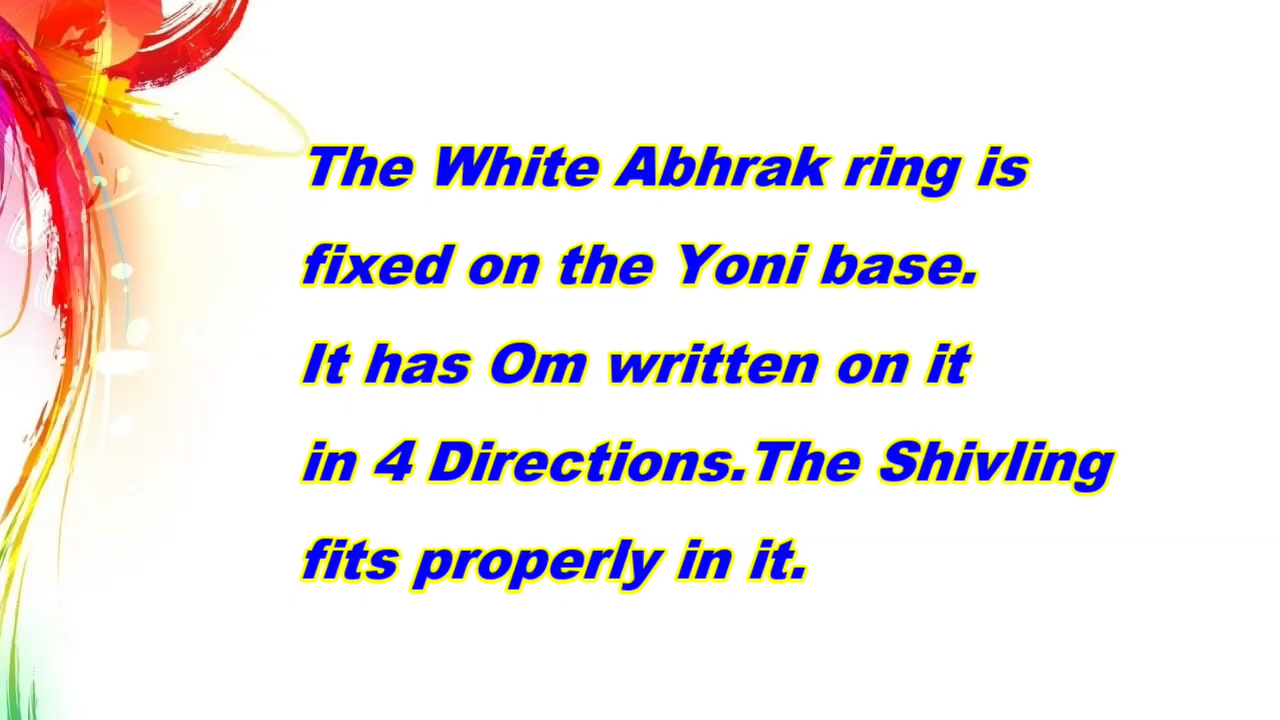 The White Abhrak ring is
fixed on the Yoni base.
It has Om written on it
in 4 Directions.The Shivling
fits properly in it.